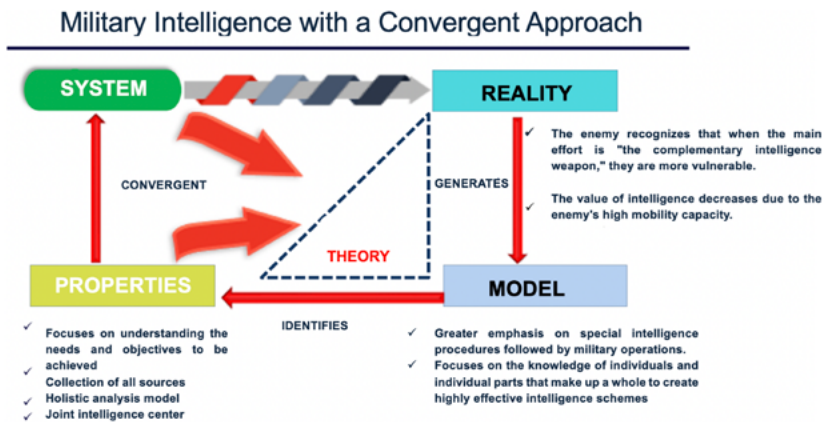 Military Intelligence with a Convergent Approach
SYSTEM
REALITY
The enemy recognizes that when the main
effort is "the complementary intelligence
weapon," they are more vulnerable.
CONVERGENT
GENERATES
The value of intelligence decreases due to the
enemy's high mobility capacity.
THEORY
PROPERTIES
MODEL
IDENTIFIES
Focuses on understanding the
needs and objectives to be
achieved
Collection of all sources
Holistic analysis model
Joint intelligence center
Greater emphasis on special intelligence
procedures followed by military operations.
Focuses on the knowledge of individuals and
individual parts that make up a whole to create
highly effective intelligence schemes